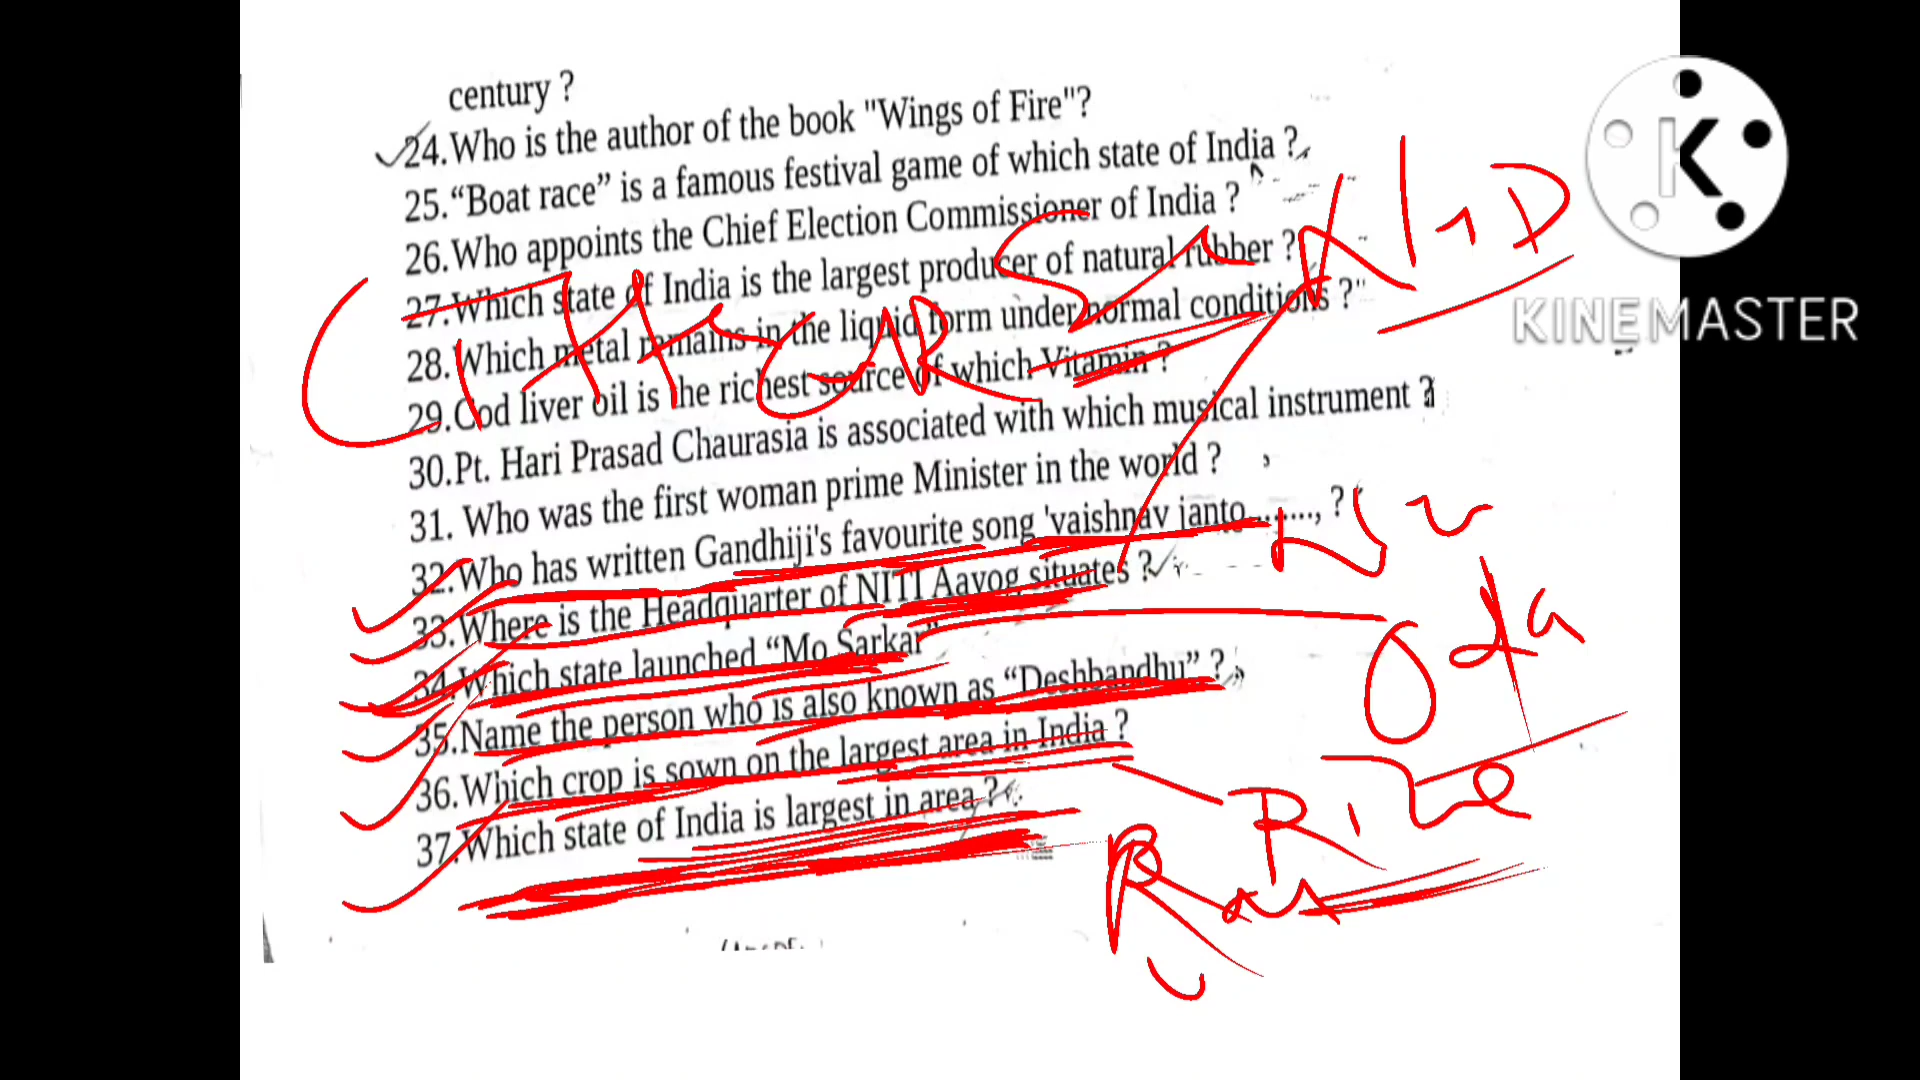 century ?
24.Who is the author of the book "Wings of Fire"?
25.“Boat race” is a famous festival game of which state of India ?
26.Who appoints the Chief Election Commissioner of India ?
27.Which state of India is the largest producer of natural rubber ?
28.Which metal remains in the liquid form under normal conditions ?"
29.Cod liver oil is the richest source of which Vitamin ?
30.Pt. Hari Prasad Chaurasia is associated with which musical instrument ?
31. Who was the first woman prime Minister in the world ?
32.Who has written Gandhiji's favourite song 'vaishnav janto ......., ?
33.Where is the Headquarter of NITI Aayog situates ?
34.Which state launched “Mo Sarkar”
35.Name the person who is also known as “Deshbandhu” ?
36.Which crop is sown on the largest area in India ?
37.Which state of India is largest in area ?
K
KINEMASTER